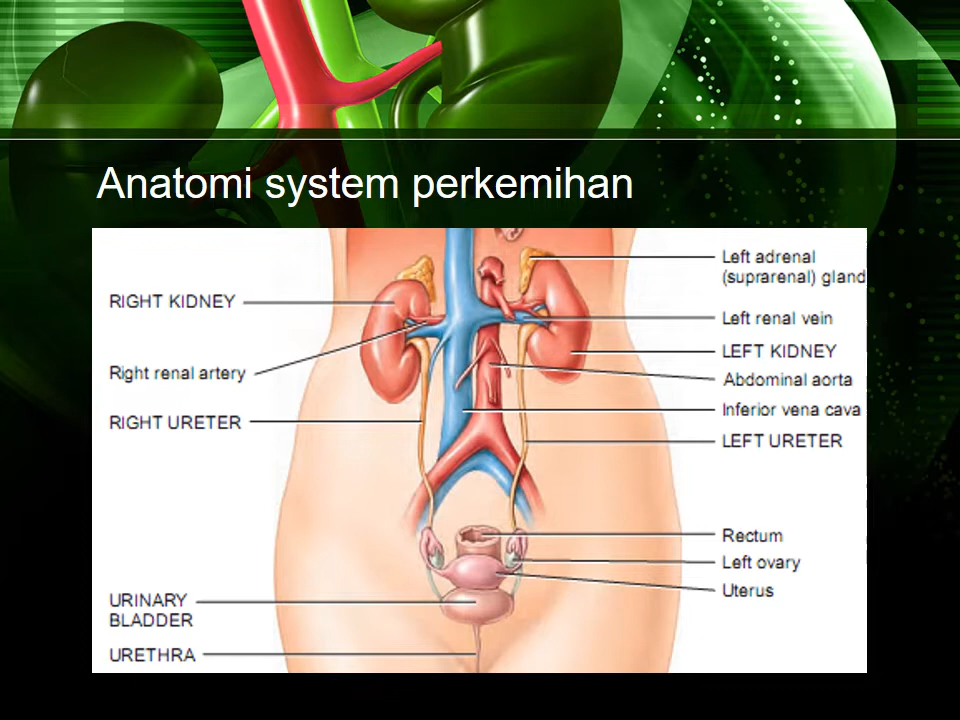 Anatomi system perkemihan
Left adrenal
(suprarenal) gland
RIGHT KIDNEY
Left renal vein
LEFT KIDNEY
Right renal artery
Abdominal aorta
Inferior vena cava
RIGHT URETER
LEFT URETER
Rectum
Left ovary
Uterus
URINARY
BLADDER
URETHRA